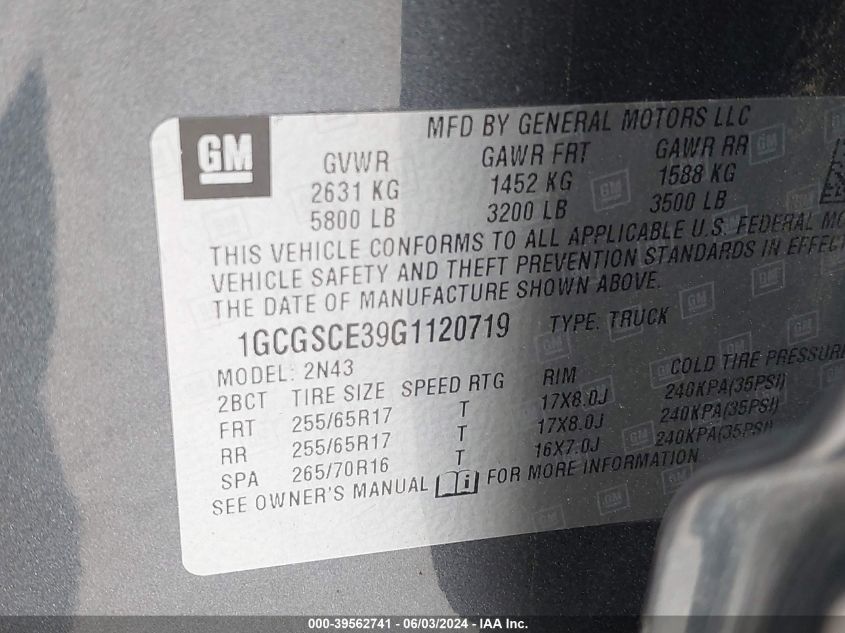 GM
MFD BY GENERAL MOTORS LLC
GVWR GAWR FRT GAWR RR
2631 KG 1452 KG 1588 KG
5800 LB 3200 LB 3500 LB
THIS VEHICLE CONFORMS TO ALL APPLICABLE U.S. FEDERAL MO
VEHICLE SAFETY AND THEFT PREVENTION STANDARDS IN EFFECT
THE DATE OF MANUFACTURE SHOWN ABOVE.
1GCGSCE39G1120719 TYPE: TRUCK
MODEL: 2N43
2BCT TIRE SIZE SPEED RTG RIM COLD TIRE PRESSURE
FRT 255/65R17 T 17X8.0J 240KPA(35PSI)
RR 255/65R17 T 17X8.0J 240KPA(35PSI)
SPA 265/70R16 T 16X7.0J 240KPA(35PSI)
SEE OWNER'S MANUAL FOR MORE INFORMATION
000-39562741 - 06/03/2024 - IAA Inc.